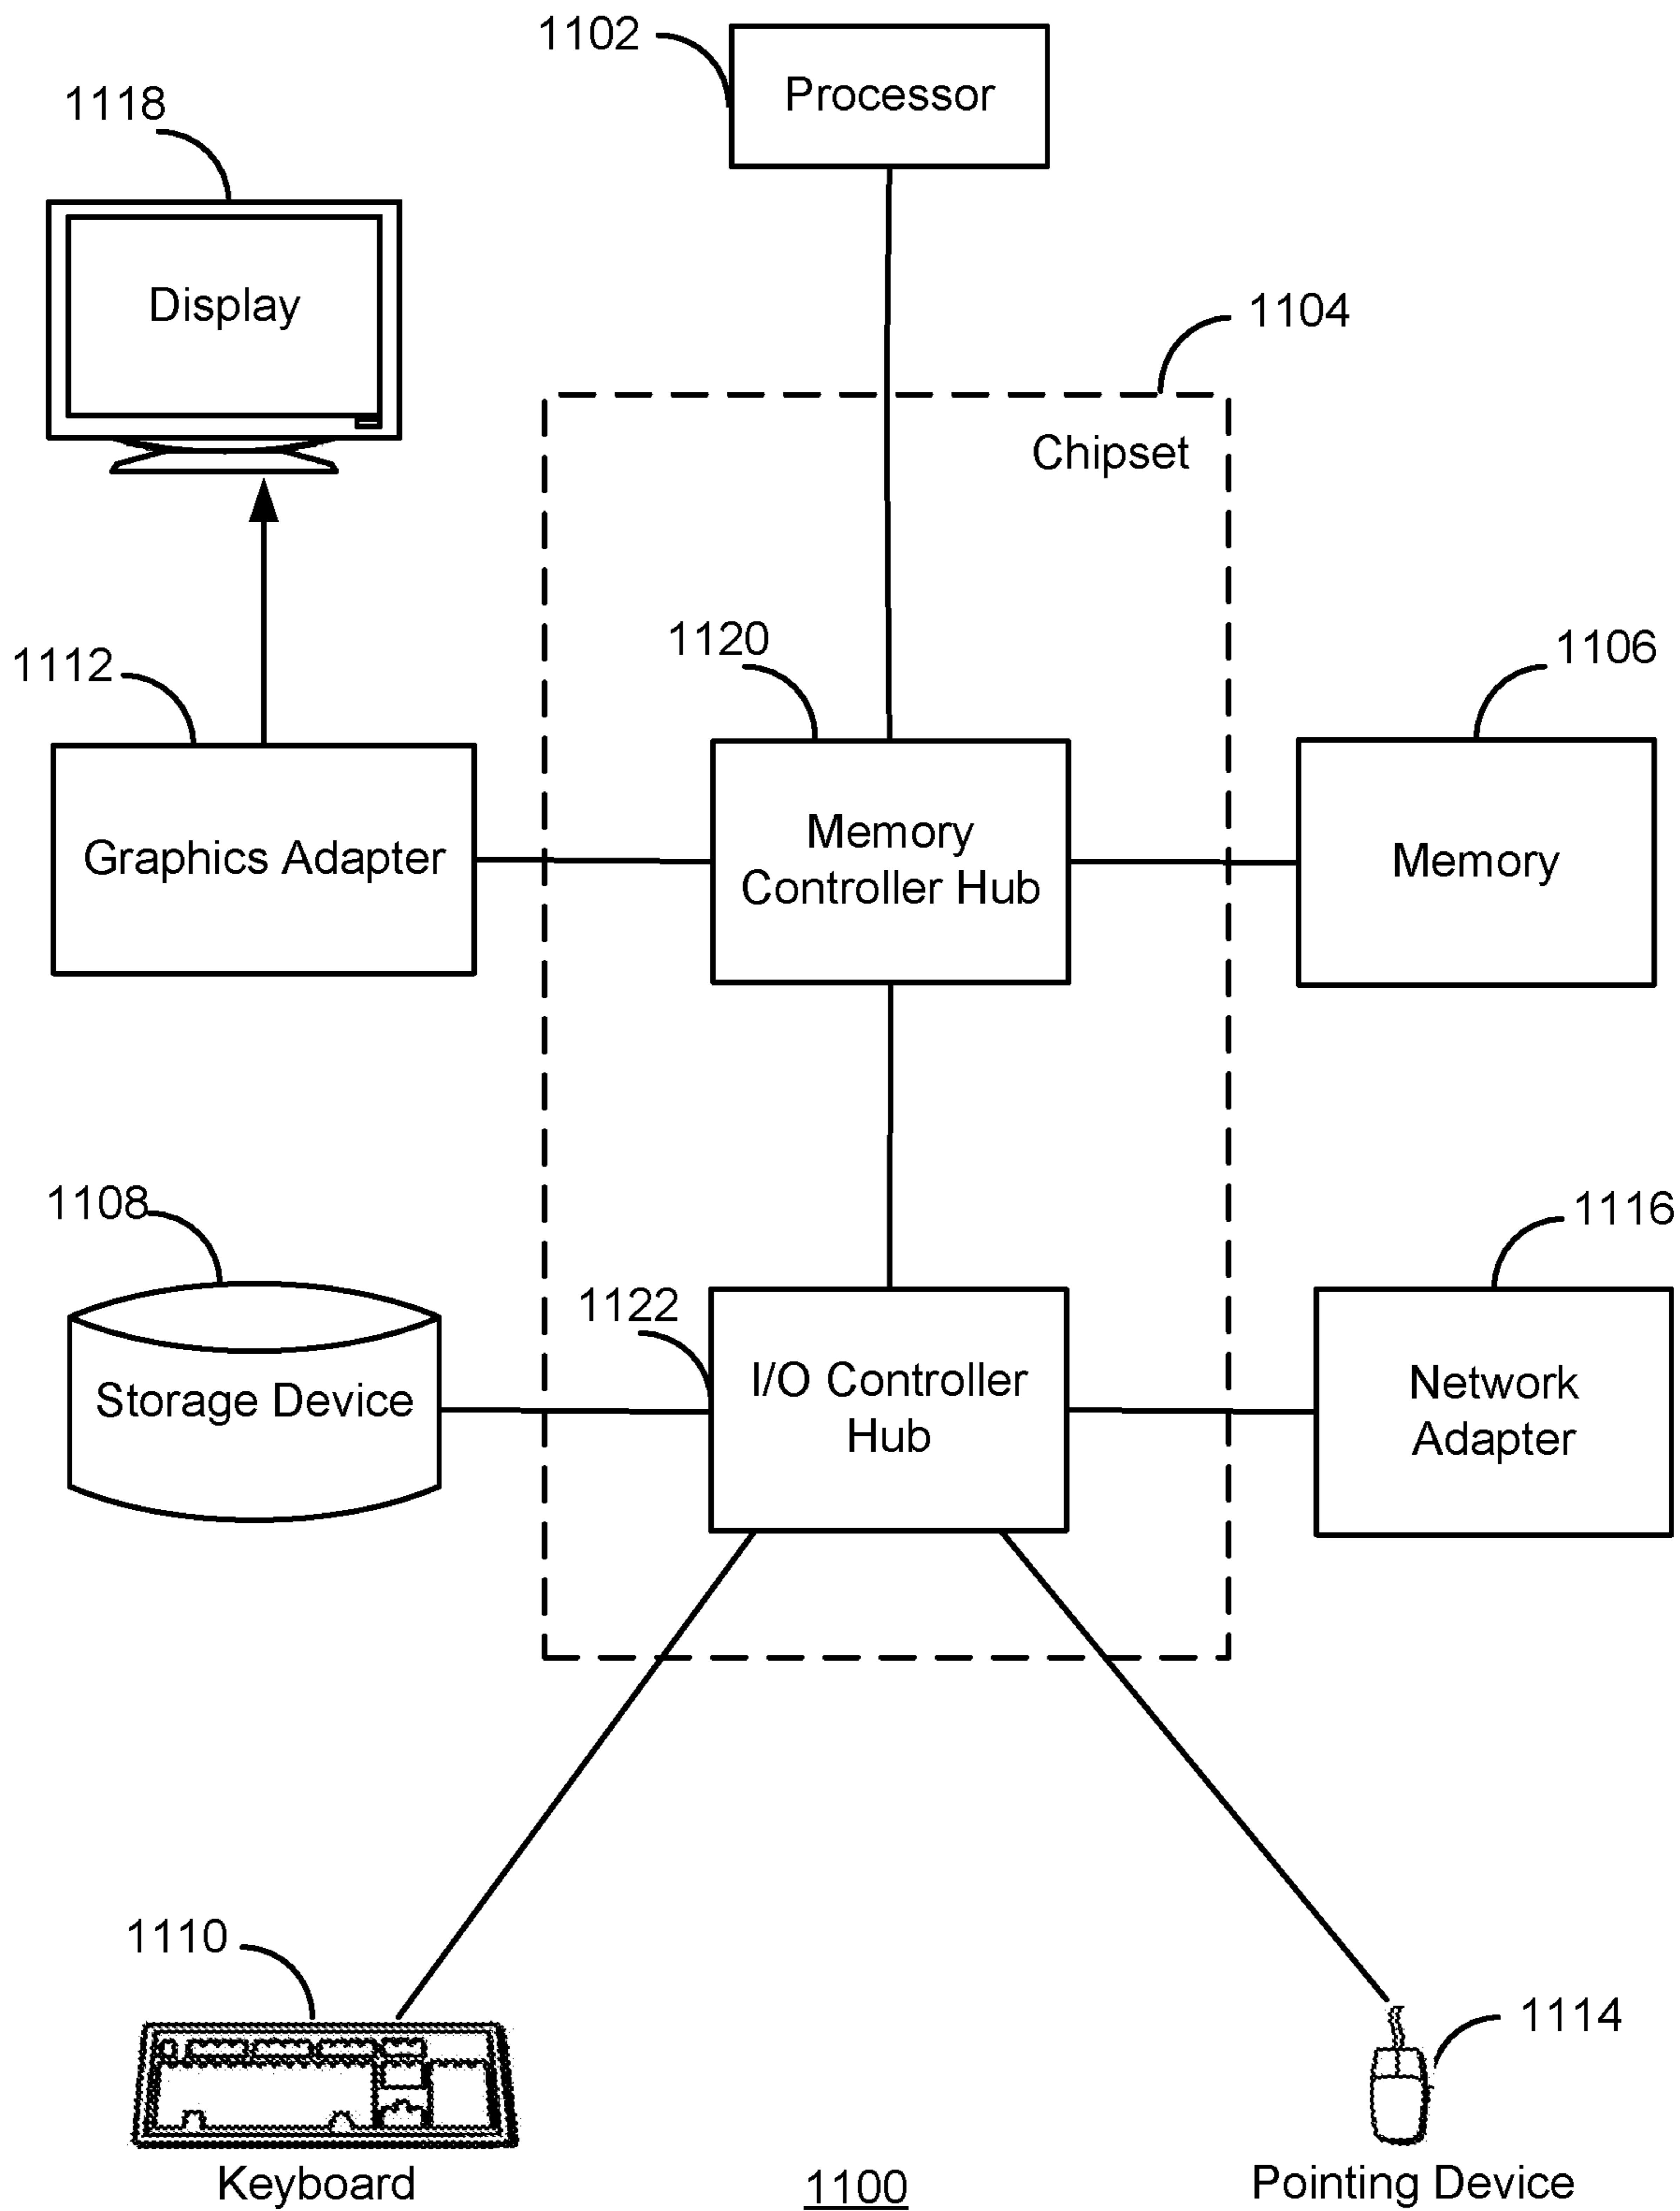 1102
Processor
1118
Display
1104
Chipset
1120
1112
1106
Graphics Adapter
Memory
Controller Hub
Memory
1108
1122
1116
Storage Device
I/O Controller
Hub
Network
Adapter
1110
1114
Keyboard
1100
Pointing Device